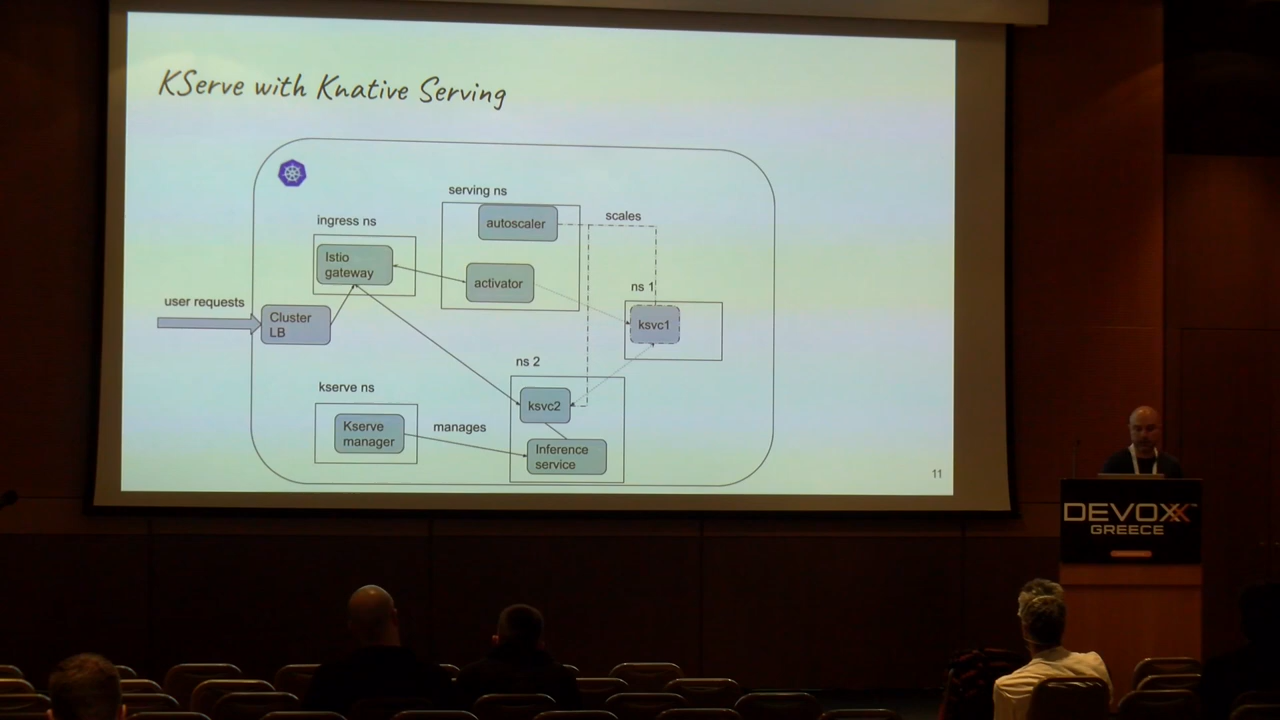 KServe with Knative Serving
serving ns
autoscaler
scales
ingress ns
Istio
gateway
activator
ns 1
user requests
Cluster
LB
ksvc1
ns 2
kserve ns
ksvc2
Kserve
manager
manages
Inference
service
11
DEVOXX
GREECE